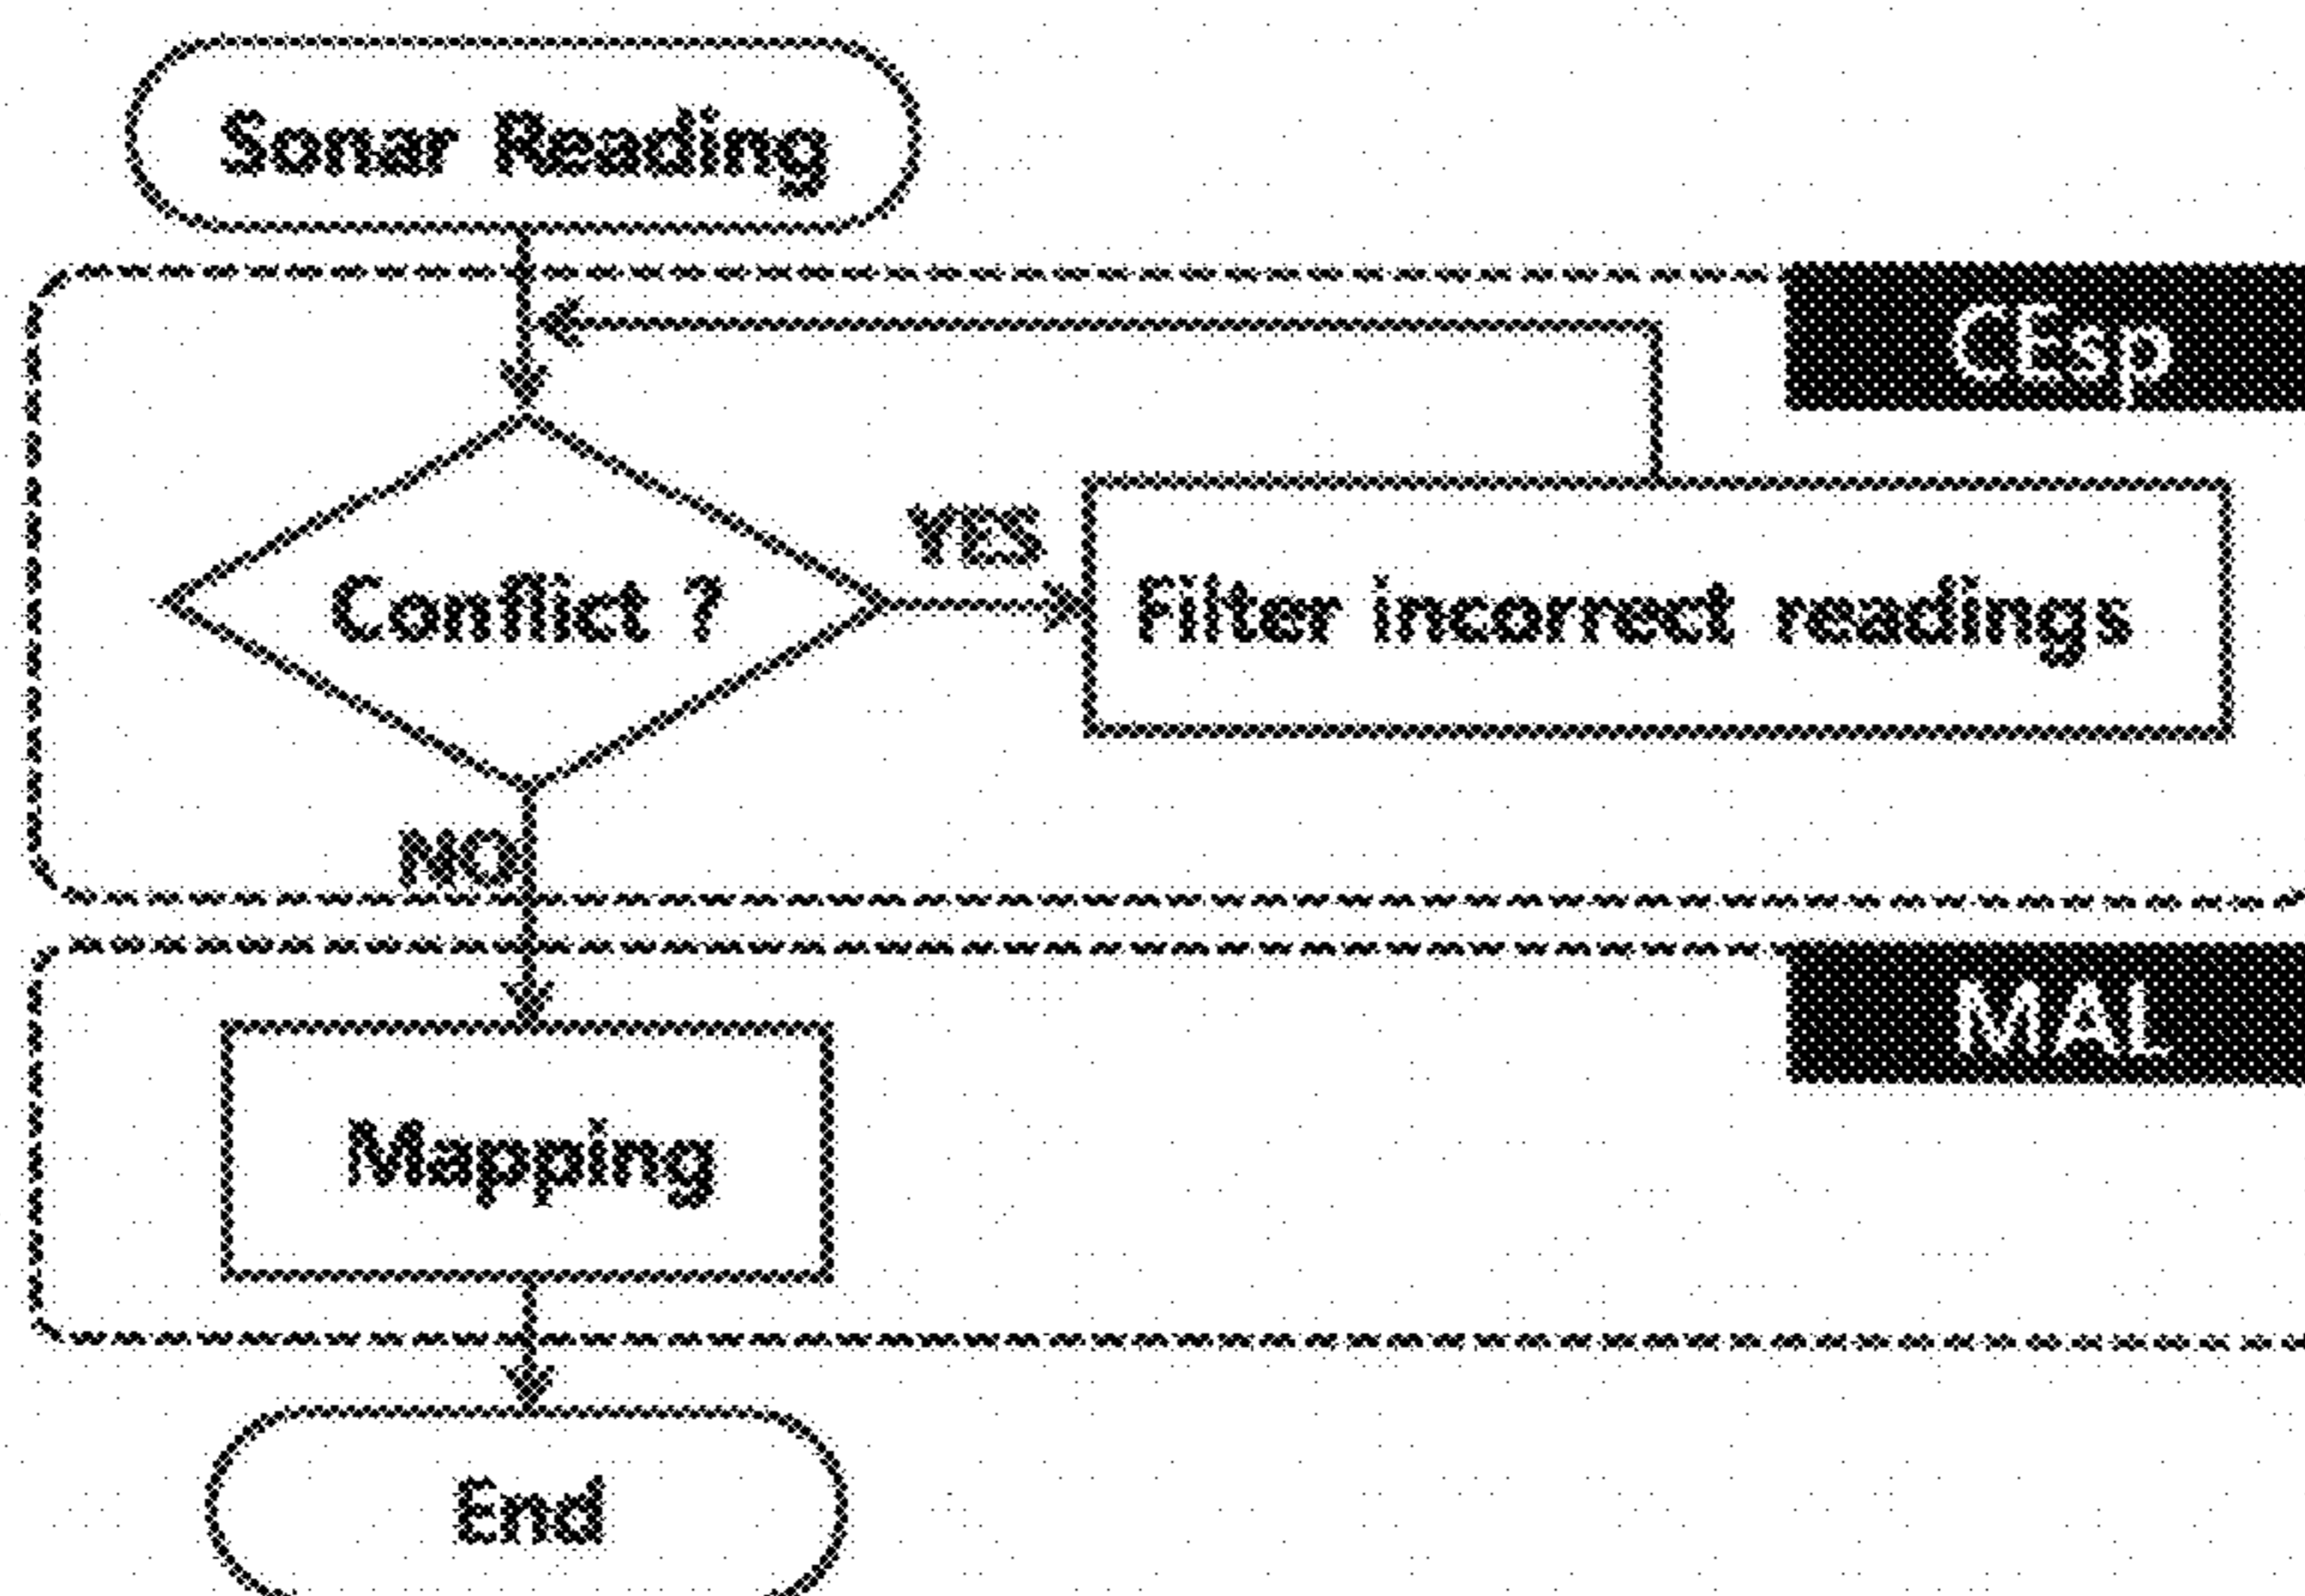 Sonar Reading
CEsp
YES
Conflict ?
Filter incorrect readings
NO
MAL
Mapping
End